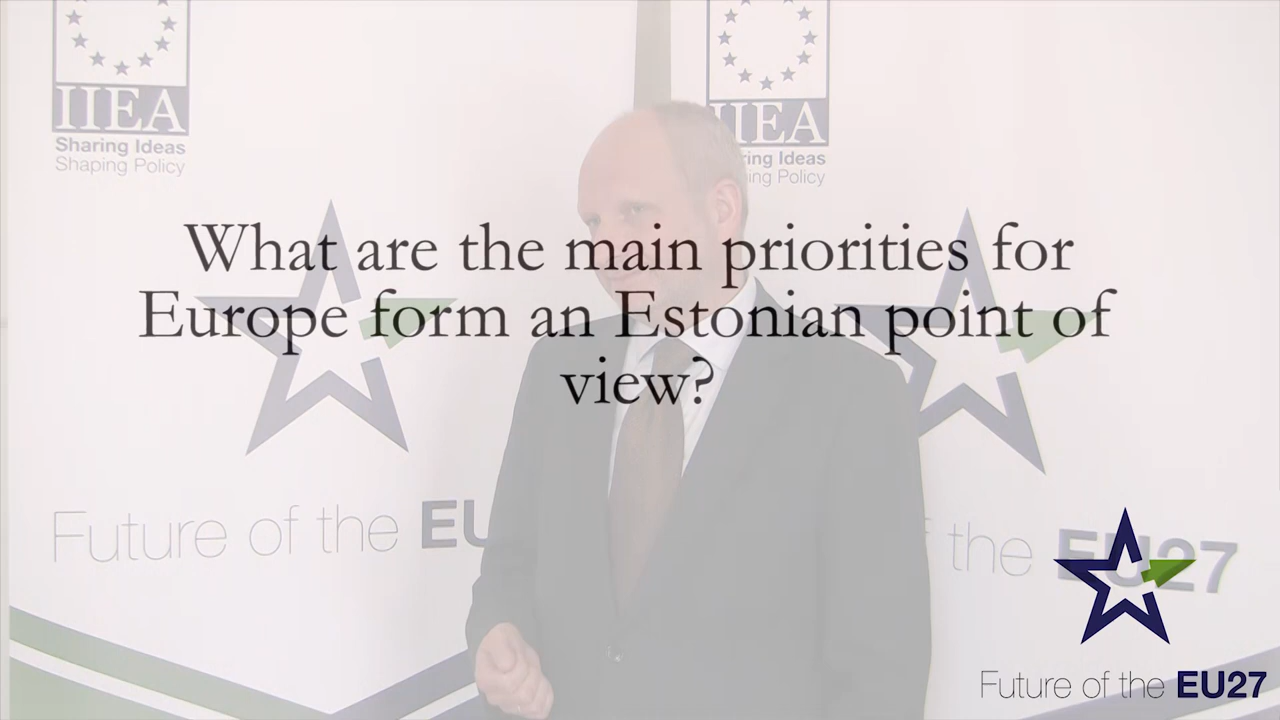 IIEA
Sharing Ideas
Shaping Policy
IIEA
ring Ideas
ing Policy
What are the main priorities for
Europe form an Estonian point of
view?
Future of the EU
the EU27
Future of the EU27